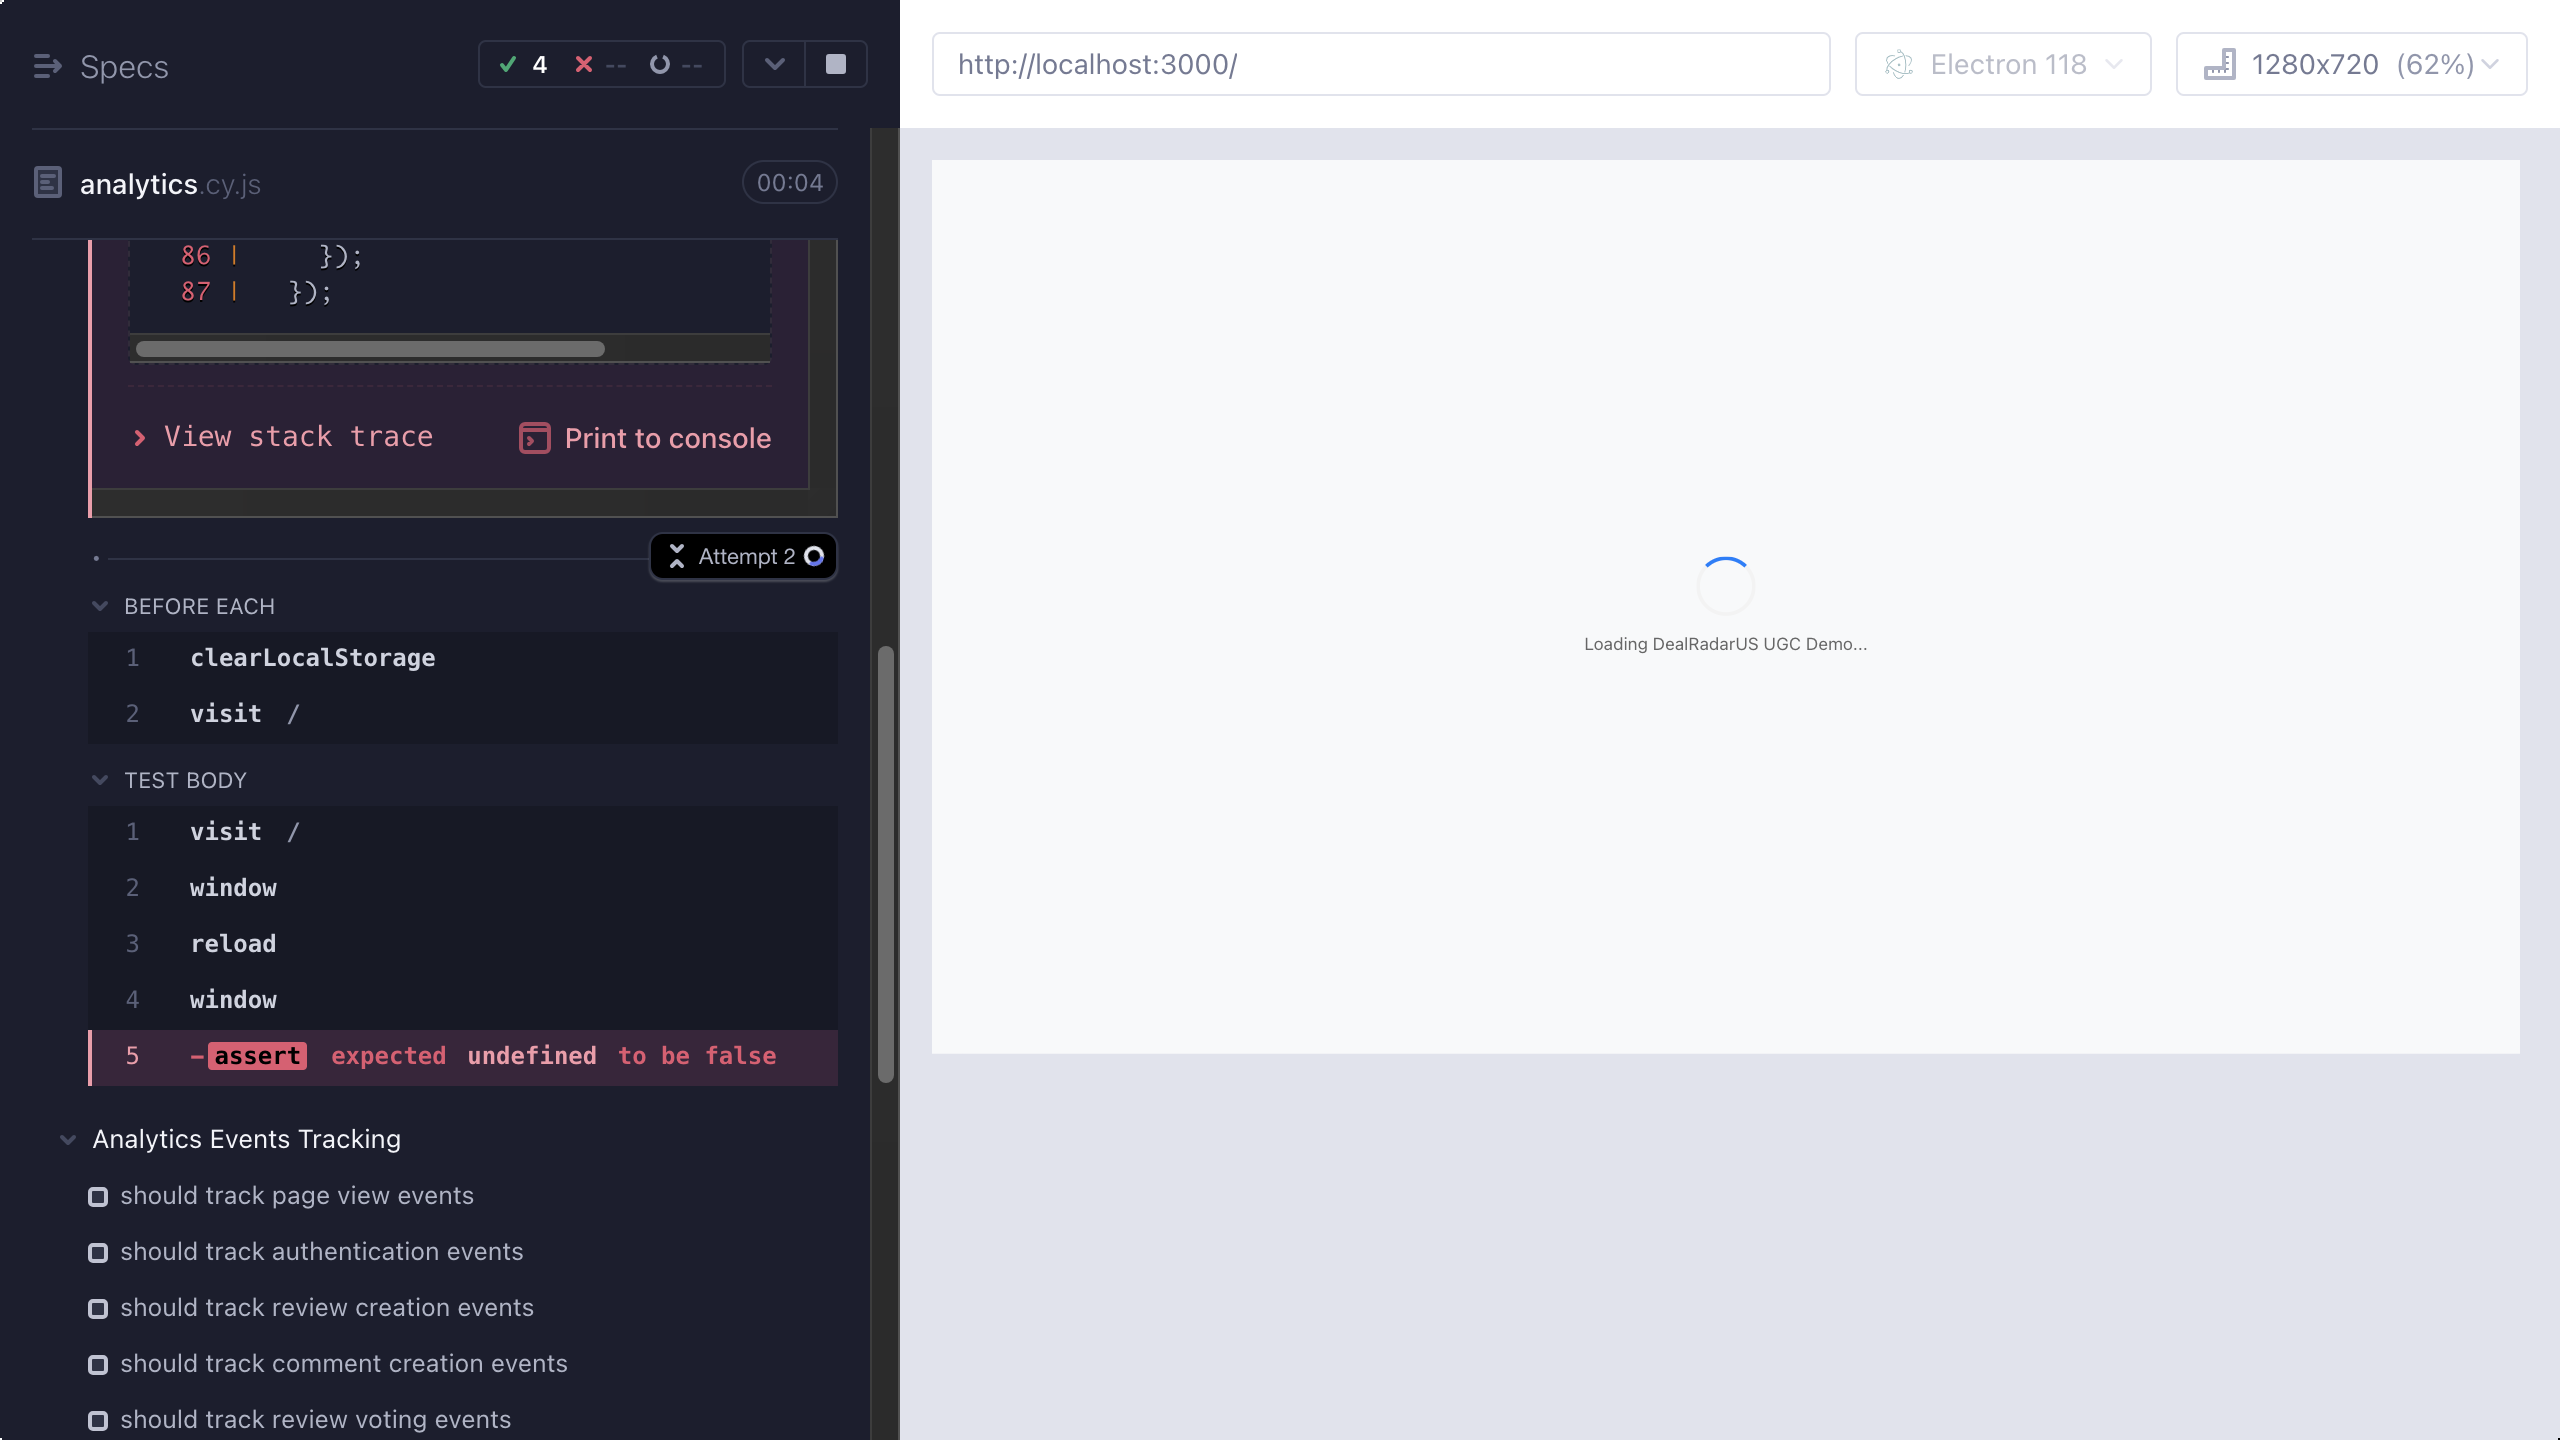 Specs
4 -- --
analytics.cy.js 00:04
86 | });
87 | });
View stack trace Print to console
Attempt 2
BEFORE EACH
1 clearLocalStorage
2 visit /
TEST BODY
1 visit /
2 window
3 reload
4 window
5 -assert expected undefined to be false
Analytics Events Tracking
should track page view events
should track authentication events
should track review creation events
should track comment creation events
should track review voting events
http://localhost:3000/ Electron 118 1280x720 (62%)
Loading DealRadarUS UGC Demo...